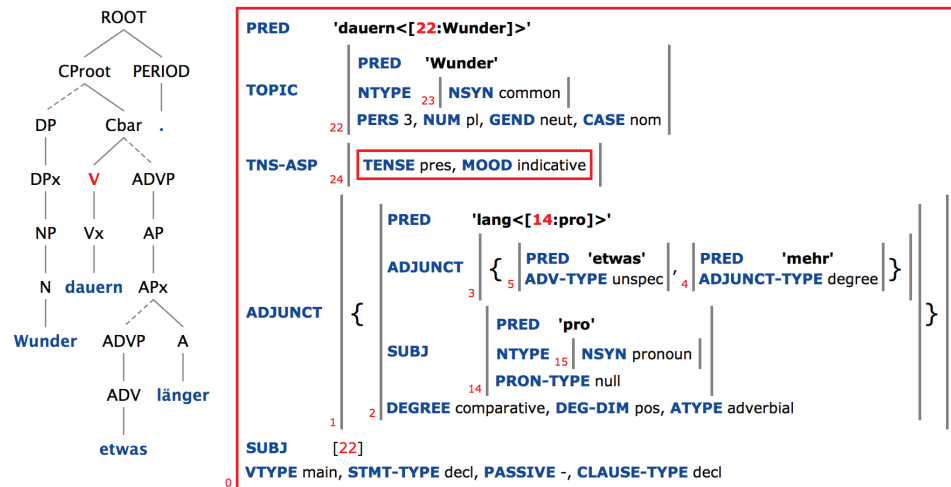 ROOT
CProot PERIOD
DP Cbar .
DPx V ADVP
NP Vx AP
N dauern APx
Wunder ADVP A
ADV länger
etwas
PRED 'dauern<[22:Wunder]>'
PRED 'Wunder'
TOPIC NTYPE 23 NSYN common
22 PERS 3, NUM pl, GEND neut, CASE nom
TNS-ASP 24 TENSE pres, MOOD indicative
PRED 'lang<[14:pro]>'
ADJUNCT 3 { 5 PRED 'etwas' ADV-TYPE unspec , 4 PRED 'mehr' ADJUNCT-TYPE degree }
ADJUNCT { }
PRED 'pro'
SUBJ NTYPE 15 NSYN pronoun
14 PRON-TYPE null
1 2 DEGREE comparative, DEG-DIM pos, ATYPE adverbial
SUBJ [22]
0 VTYPE main, STMT-TYPE decl, PASSIVE -, CLAUSE-TYPE decl